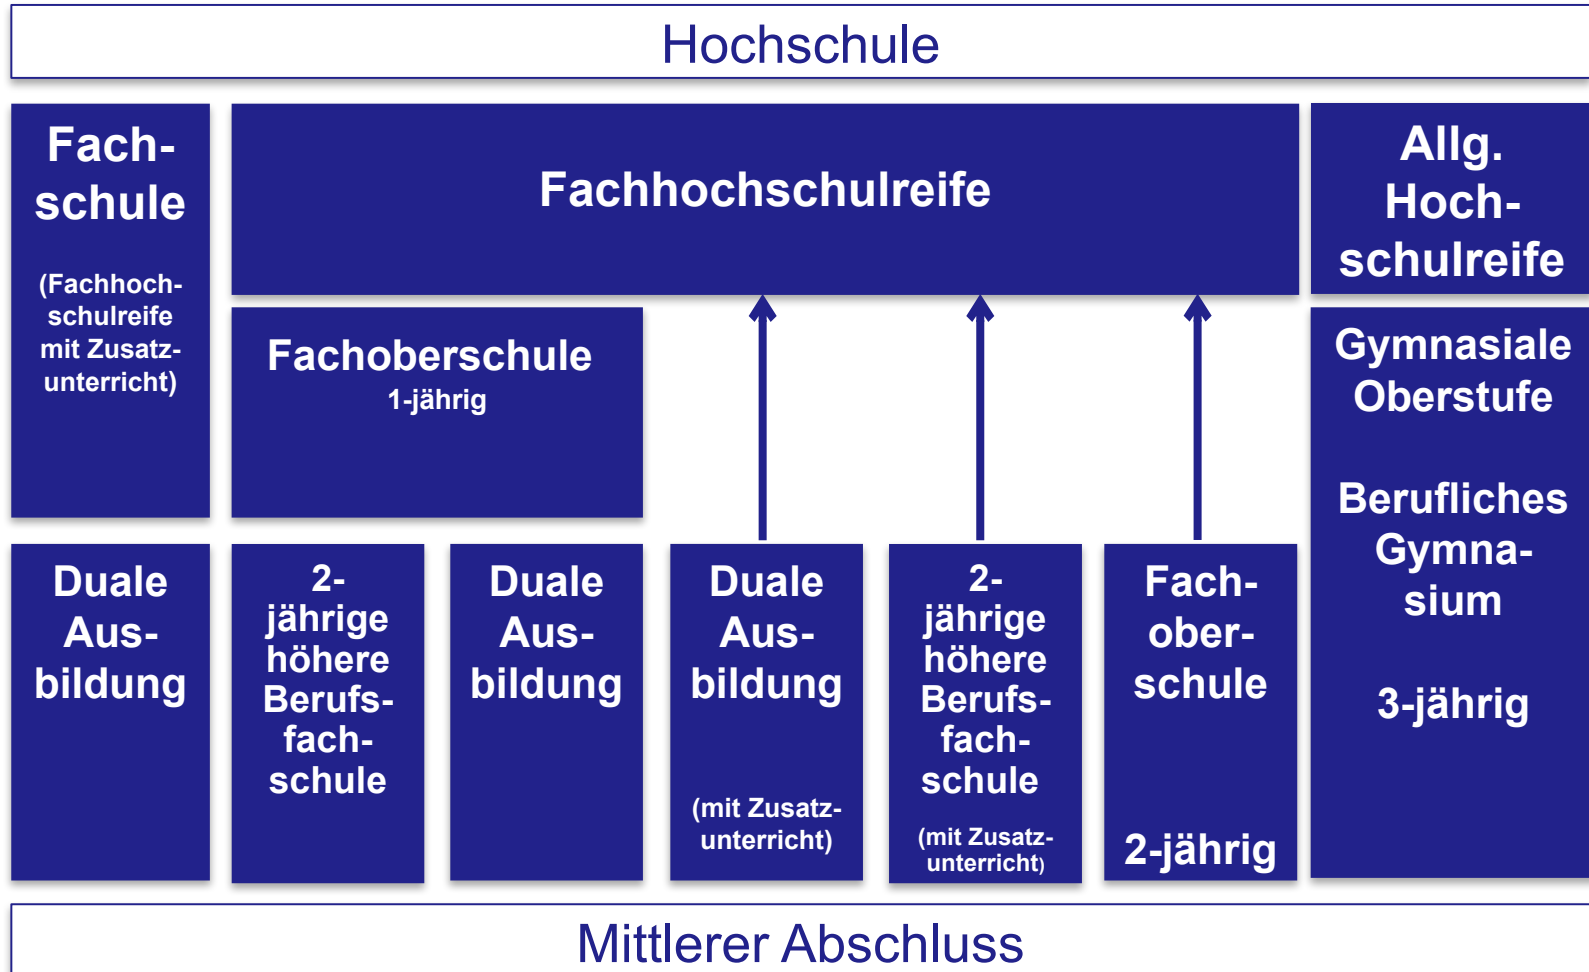 Hochschule
Fach-
schule
(Fachhoch-
schulreife
mit Zusatz-
unterricht)
Fachhochschulreife
Allg.
Hoch-
schulreife
Fachoberschule
1-jährig
Gymnasiale
Oberstufe
Berufliches
Gymna-
sium
3-jährig
Duale
Aus-
bildung
2-
jährige
höhere
Berufs-
fach-
schule
Duale
Aus-
bildung
Duale
Aus-
bildung
(mit Zusatz-
unterricht)
2-
jährige
höhere
Berufs-
fach-
schule
(mit Zusatz-
unterricht)
Fach-
ober-
schule
2-jährig
Mittlerer Abschluss